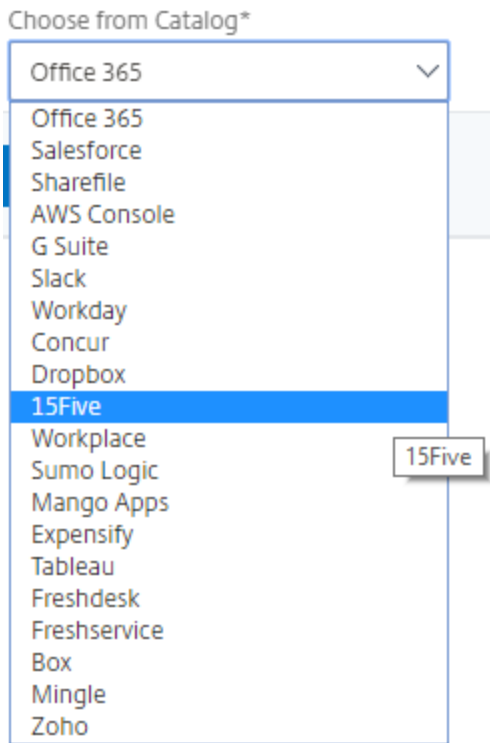 Choose from Catalog*
Office 365
Office 365
Salesforce
Sharefile
AWS Console
G Suite
Slack
Workday
Concur
Dropbox
15Five
Workplace
15Five
Sumo Logic
Mango Apps
Expensify
Tableau
Freshdesk
Freshservice
Box
Mingle
Zoho